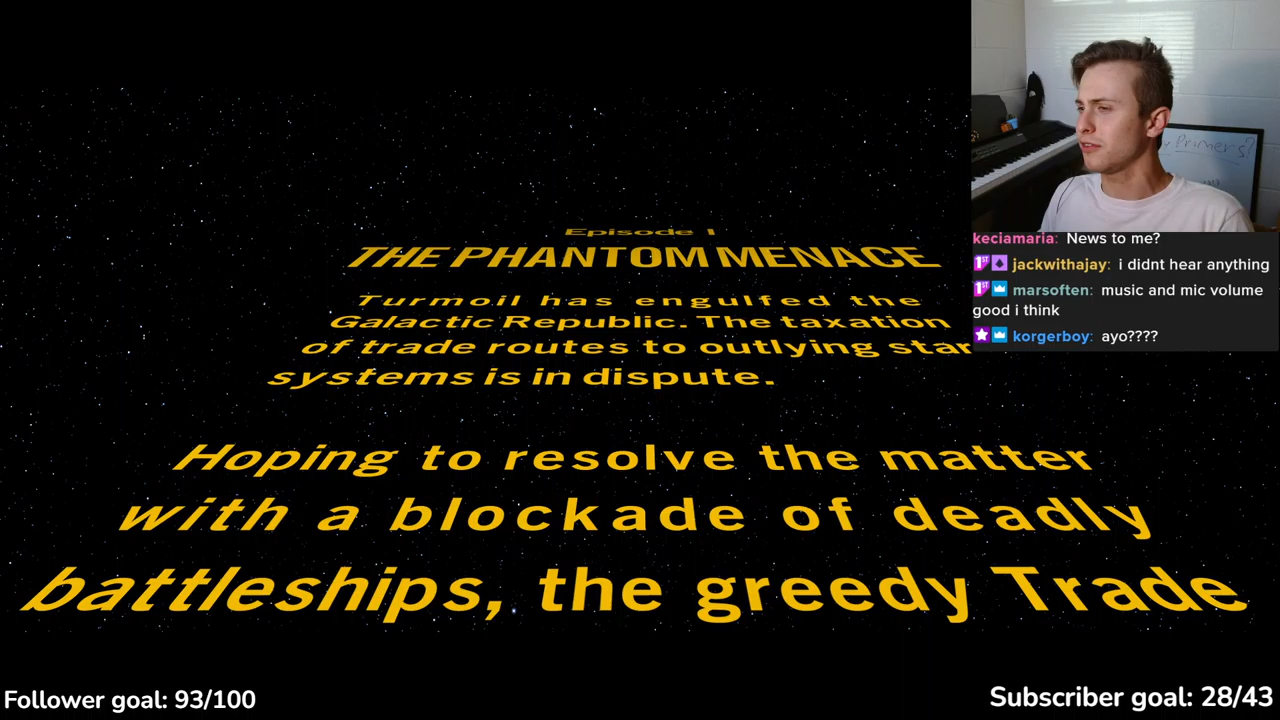 Episode I
THE PHANTOM MENACE
Turmoil has engulfed the
Galactic Republic. The taxation
of trade routes to outlying star
systems is in dispute.
Hoping to resolve the matter
with a blockade of deadly
battleships, the greedy Trade
Primers?
keciamaria: News to me?
jackwithajay: i didnt hear anything
marsoften: music and mic volume
good i think
korgerboy: ayo????
Follower goal: 93/100
Subscriber goal: 28/43